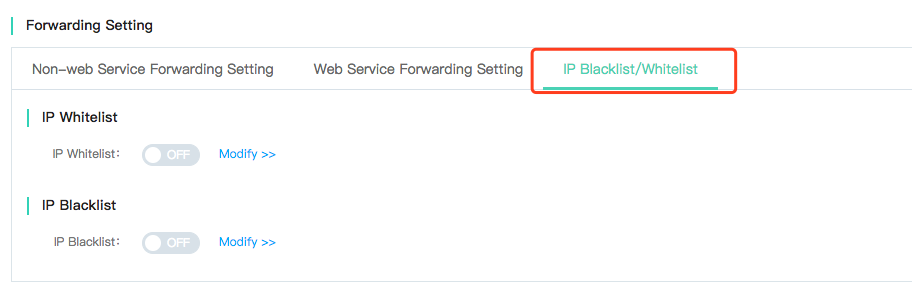 Forwarding Setting
Non-web Service Forwarding Setting Web Service Forwarding Setting IP Blacklist/Whitelist
IP Whitelist
IP Whitelist: OFF Modify >>
IP Blacklist
IP Blacklist: OFF Modify >>